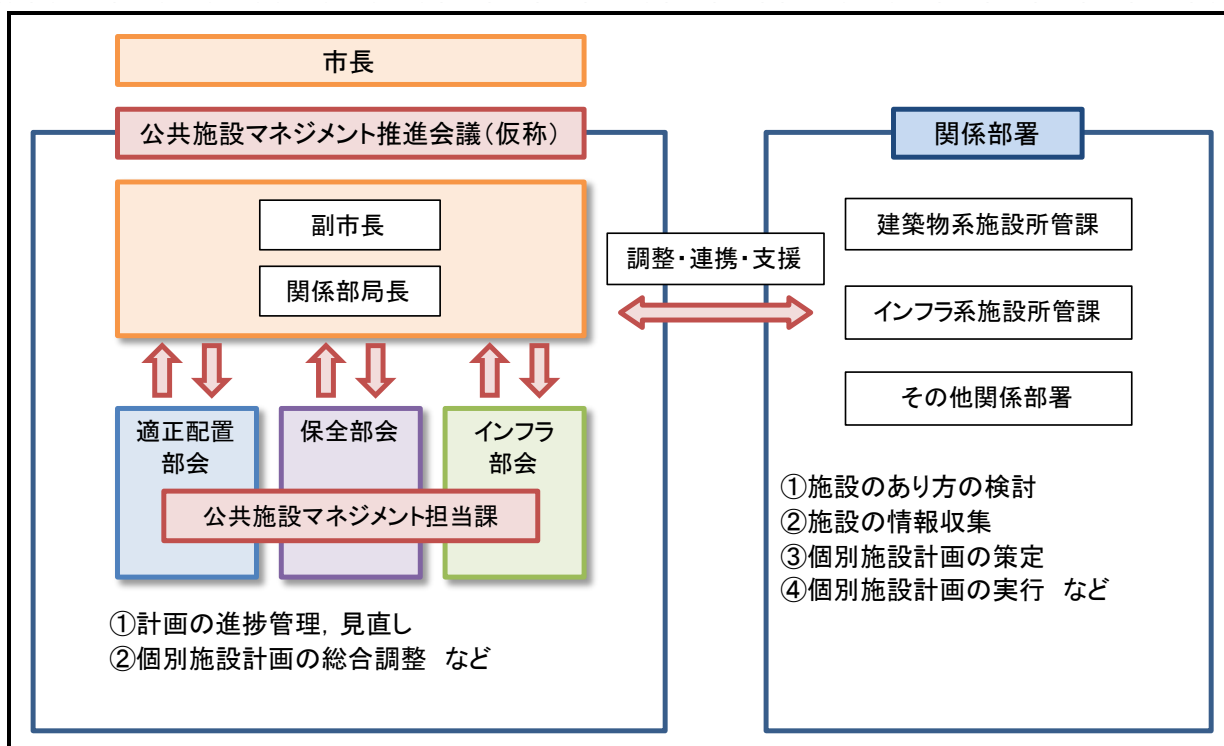 市長
公共施設マネジメント推進会議(仮称)
副市長
関係部局長
適正配置
部会
保全部会
インフラ
部会
公共施設マネジメント担当課
①計画の進捗管理，見直し
②個別施設計画の総合調整　など
調整・連携・支援
関係部署
建築物系施設所管課
インフラ系施設所管課
その他関係部署
①施設のあり方の検討
②施設の情報収集
③個別施設計画の策定
④個別施設計画の実行　など